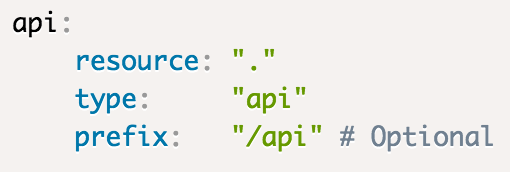 api:
    resource: "."
    type:     "api"
    prefix:   "/api" # Optional